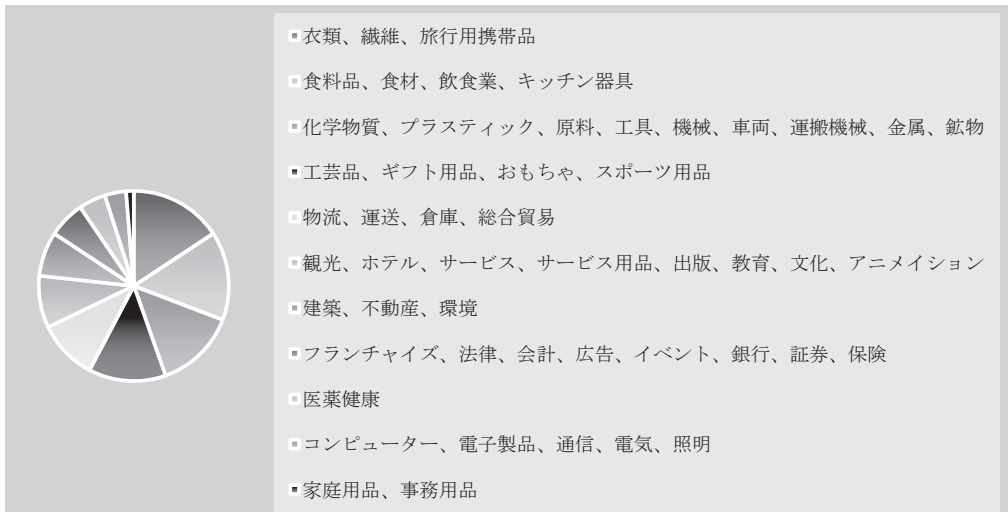 衣類、繊維、旅行用携帯品
食料品、食材、飲食業、キッチン器具
化学物質、プラスティック、原料、工具、機械、車両、運搬機械、金属、鉱物
工芸品、ギフト用品、おもちゃ、スポーツ用品
物流、運送、倉庫、総合貿易
観光、ホテル、サービス、サービス用品、出版、教育、文化、アニメイション
建築、不動産、環境
フランチャイズ、法律、会計、広告、イベント、銀行、証券、保険
医薬健康
コンピューター、電子製品、通信、電気、照明
家庭用品、事務用品